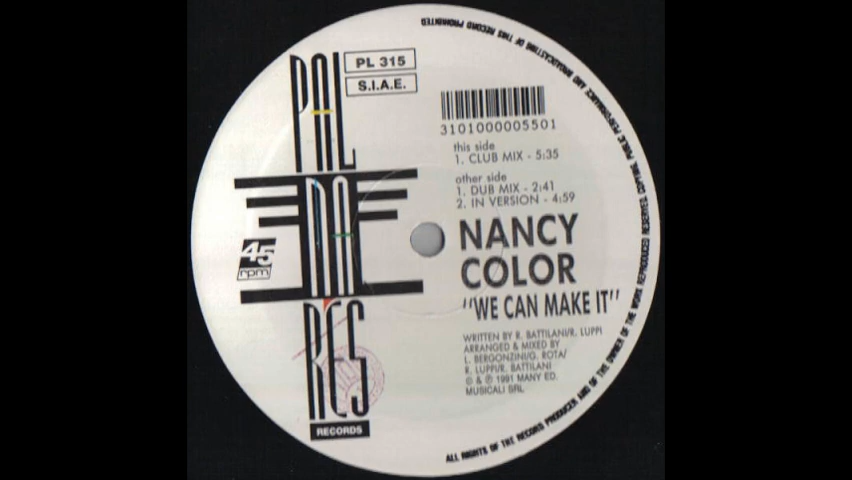 PAL
PL 315
S.I.A.E.
3101000005501
this side
1. CLUB MIX - 5:35
other side
1. DUB MIX - 2:41
2. IN VERSION - 4:59
NANCY
COLOR
"WE CAN MAKE IT"
WRITTEN BY R. BATTILANI/R. LUPPI
ARRANGED & MIXED BY
L. BERGONZINI/G. ROTA/
R. LUPPI/R. BATTILANI
© & ℗ 1991 MANY ED.
MUSICALI SRL
45
rpm
RES
RECORDS
ALL RIGHTS OF THE RECORD PRODUCER AND OF THE OWNER OF THE WORK REPRODUCED RESERVED. COPYING, PUBLIC PERFORMANCE AND BROADCASTING OF THIS RECORD PROHIBITED